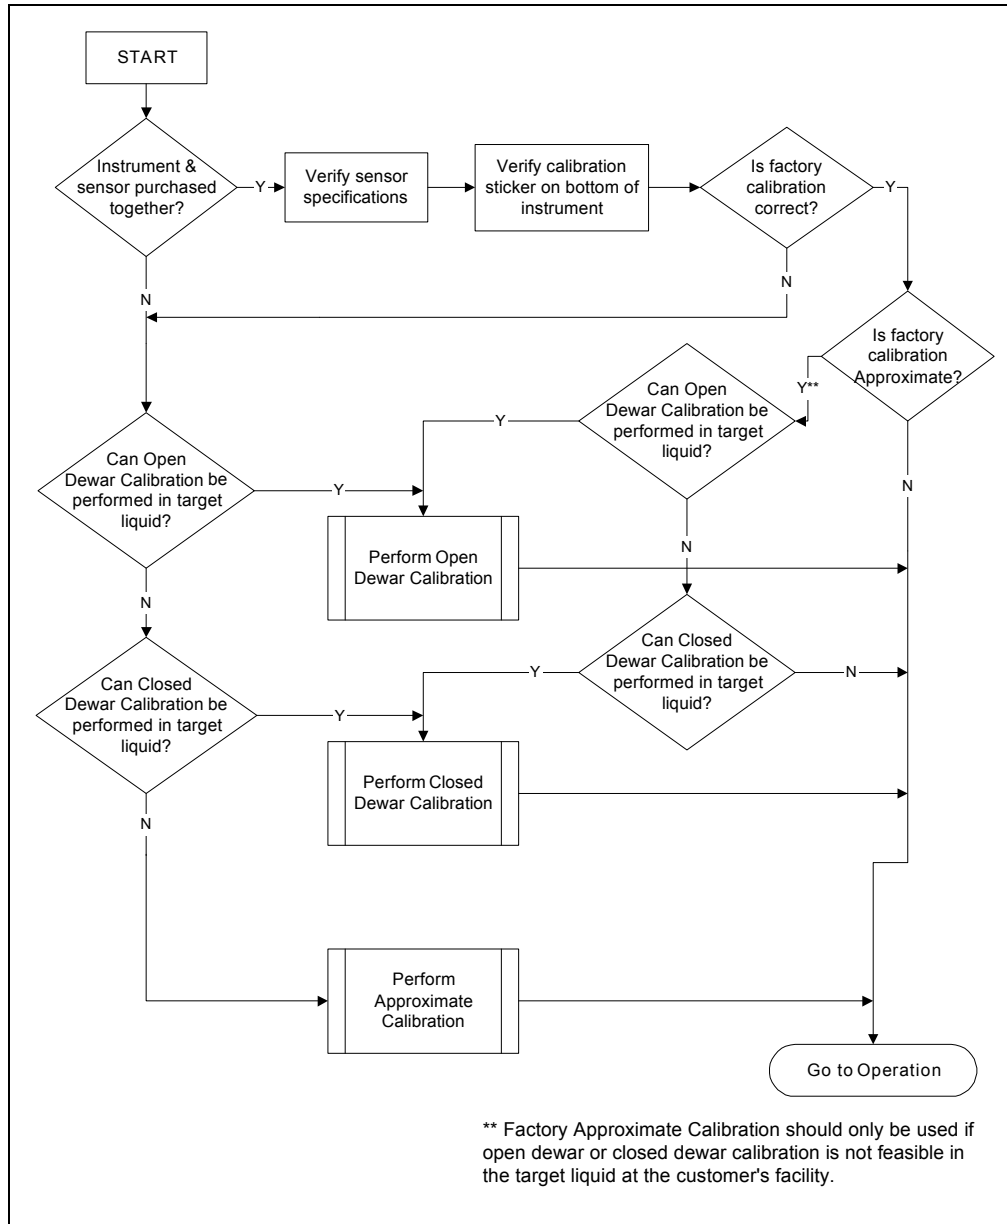 START
Instrument &
sensor purchased
together?
Y
Verify sensor
specifications
Verify calibration
sticker on bottom of
instrument
Is factory
calibration
correct?
Y
N
N
Is factory
calibration
Approximate?
Y**
N
Can Open
Dewar Calibration be
performed in target
liquid?
Y
N
Can Open
Dewar Calibration be
performed in target
liquid?
Y
N
Perform Open
Dewar Calibration
Can Closed
Dewar Calibration be
performed in target
liquid?
Y
N
Can Closed
Dewar Calibration be
performed in target
liquid?
Y
N
Perform Closed
Dewar Calibration
Perform
Approximate
Calibration
Go to Operation
** Factory Approximate Calibration should only be used if
open dewar or closed dewar calibration is not feasible in
the target liquid at the customer's facility.